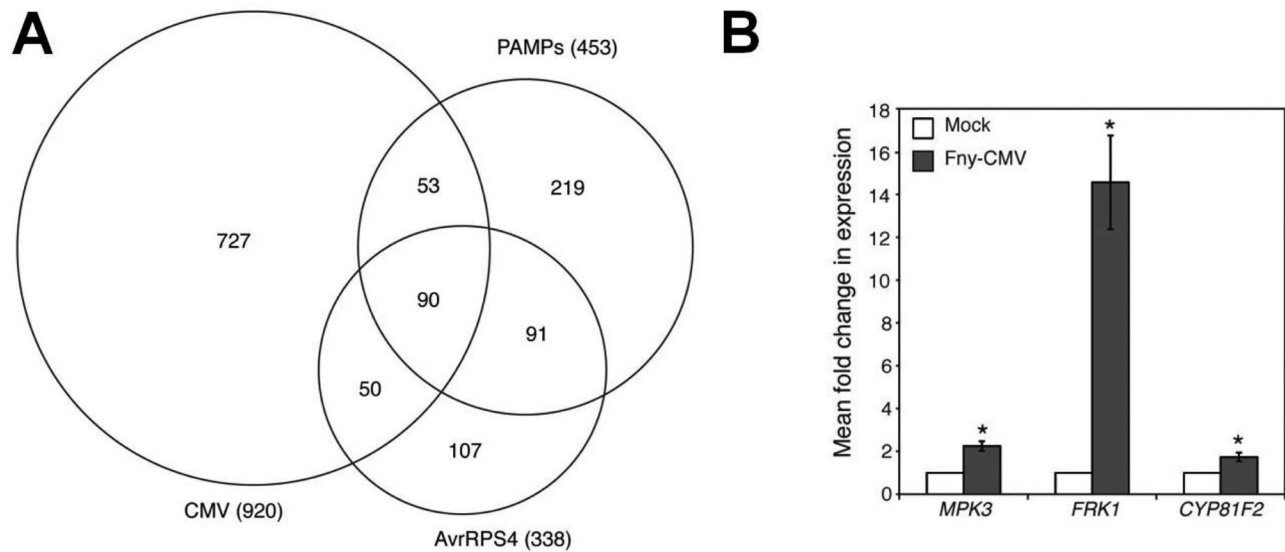 A
PAMPs (453)
53
219
727
90
91
50
107
CMV (920)
AvrRPS4 (338)
B
Mean fold change in expression
18
16
14
12
10
8
6
4
2
0
Mock
Fny-CMV
*
*
*
MPK3
FRK1
CYP81F2